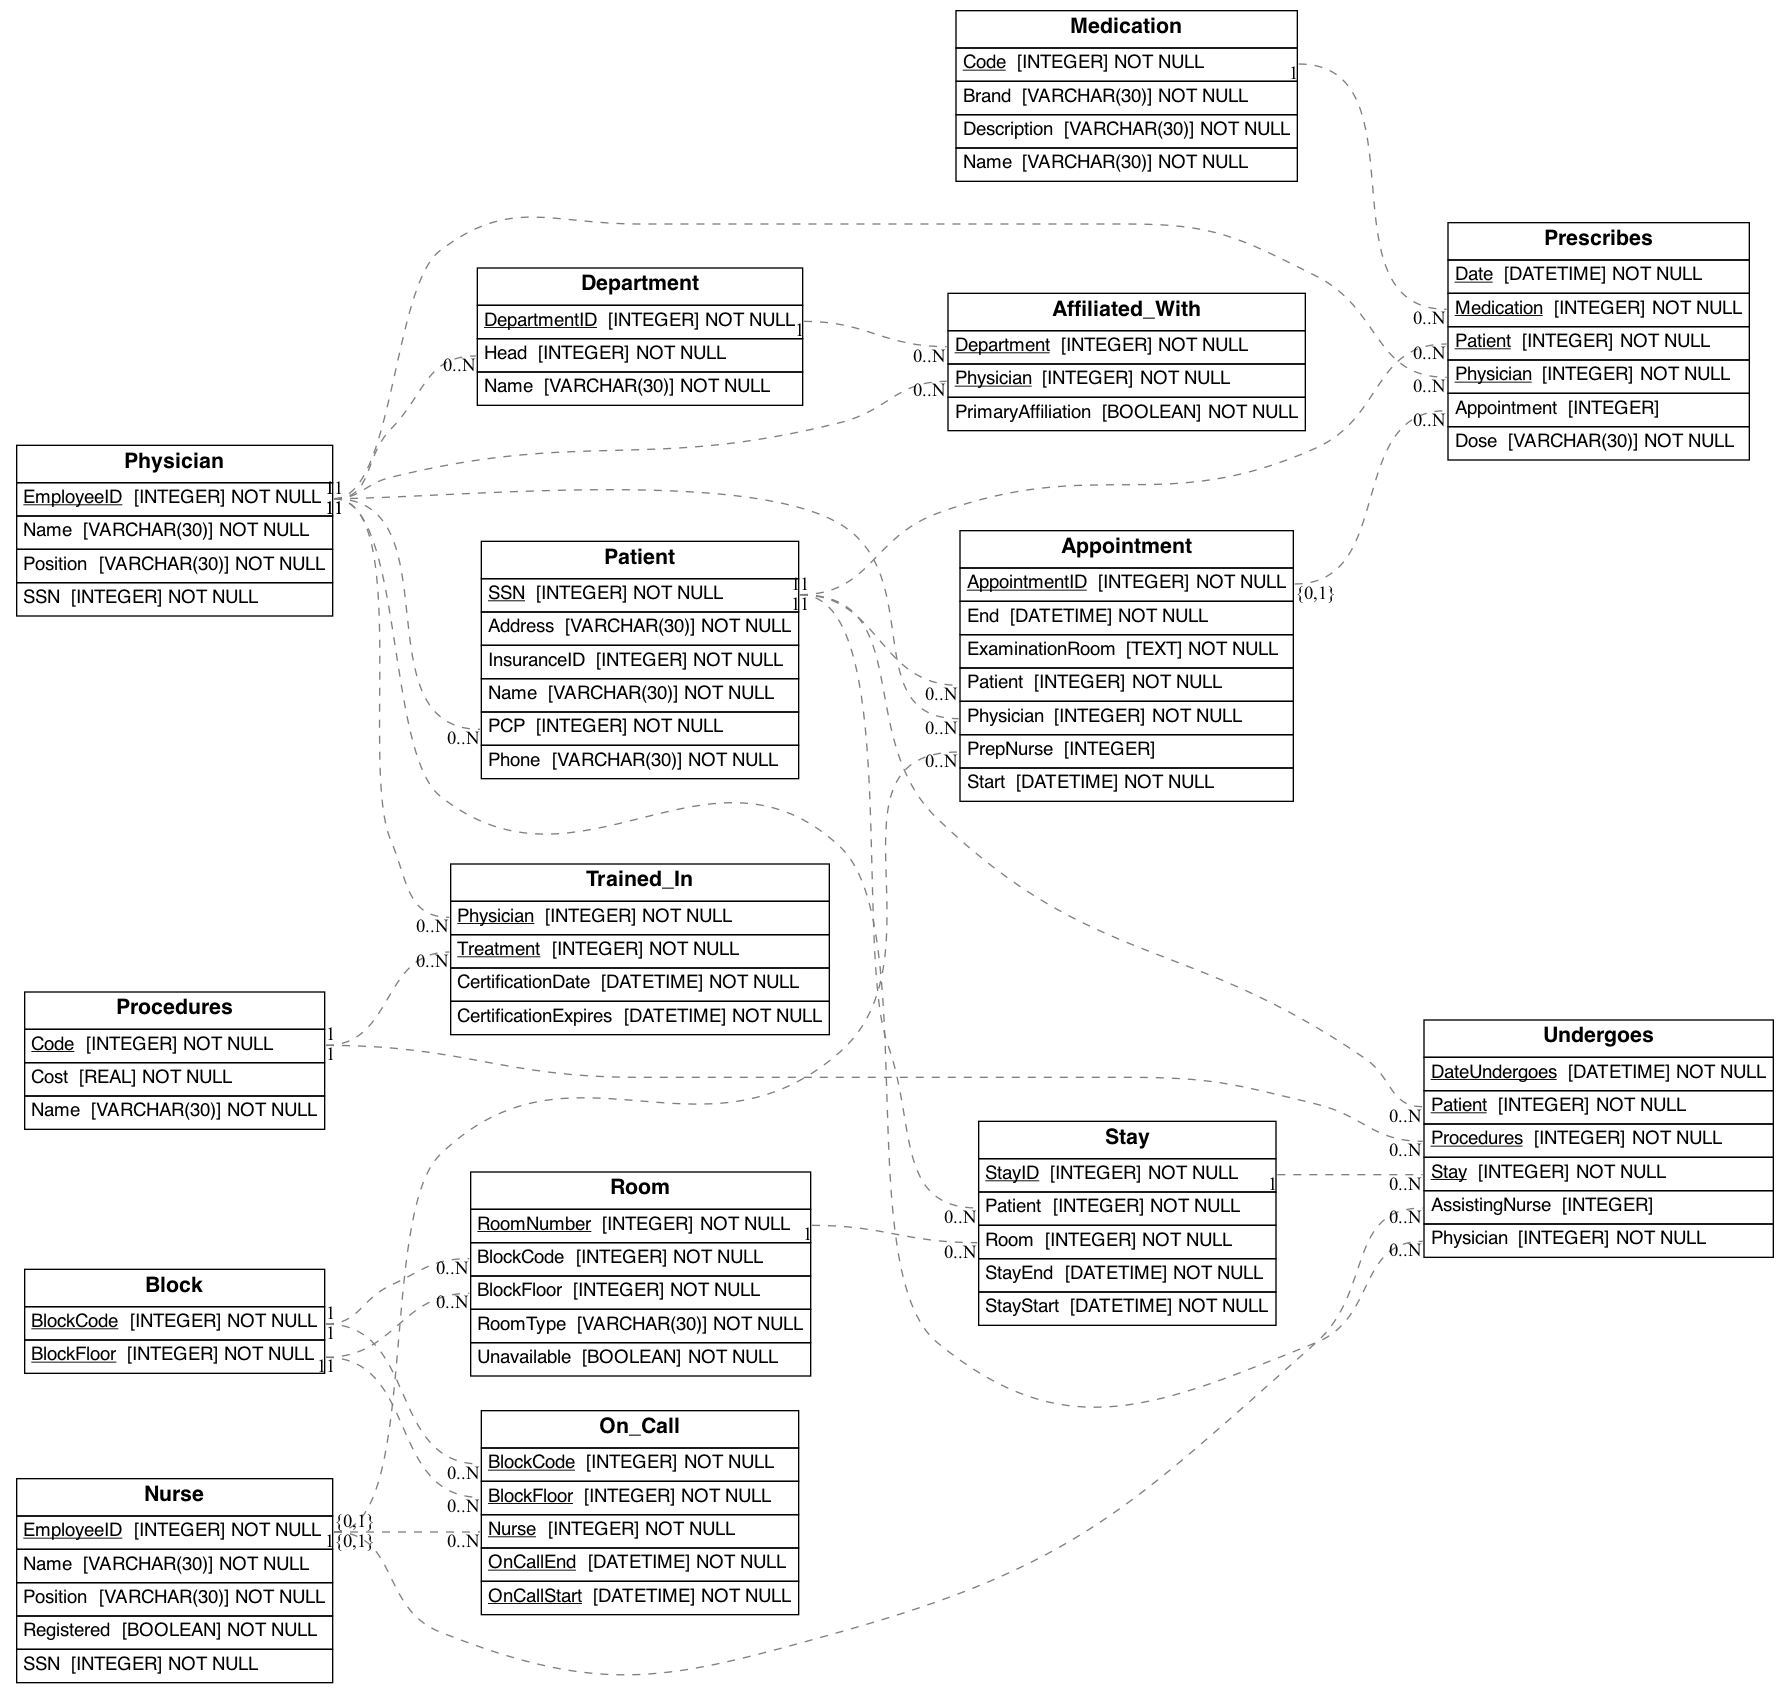 Medication
Code [INTEGER] NOT NULL
1
Brand [VARCHAR(30)] NOT NULL
Description [VARCHAR(30)] NOT NULL
Name [VARCHAR(30)] NOT NULL
Prescribes
Date [DATETIME] NOT NULL
Medication [INTEGER] NOT NULL
0..N
Patient [INTEGER] NOT NULL
0..N
Physician [INTEGER] NOT NULL
0..N
Appointment [INTEGER]
0..N
Dose [VARCHAR(30)] NOT NULL
Department
DepartmentID [INTEGER] NOT NULL
1
Head [INTEGER] NOT NULL
0..N
Name [VARCHAR(30)] NOT NULL
Affiliated_With
Department [INTEGER] NOT NULL
0..N
Physician [INTEGER] NOT NULL
0..N
PrimaryAffiliation [BOOLEAN] NOT NULL
Physician
EmployeeID [INTEGER] NOT NULL
11
11
Name [VARCHAR(30)] NOT NULL
Position [VARCHAR(30)] NOT NULL
SSN [INTEGER] NOT NULL
Patient
SSN [INTEGER] NOT NULL
11
11
Address [VARCHAR(30)] NOT NULL
InsuranceID [INTEGER] NOT NULL
Name [VARCHAR(30)] NOT NULL
PCP [INTEGER] NOT NULL
0..N
Phone [VARCHAR(30)] NOT NULL
Appointment
AppointmentID [INTEGER] NOT NULL
{0,1}
End [DATETIME] NOT NULL
ExaminationRoom [TEXT] NOT NULL
Patient [INTEGER] NOT NULL
0..N
Physician [INTEGER] NOT NULL
0..N
PrepNurse [INTEGER]
0..N
Start [DATETIME] NOT NULL
Trained_In
Physician [INTEGER] NOT NULL
0..N
Treatment [INTEGER] NOT NULL
0..N
CertificationDate [DATETIME] NOT NULL
CertificationExpires [DATETIME] NOT NULL
Procedures
Code [INTEGER] NOT NULL
1
1
Cost [REAL] NOT NULL
Name [VARCHAR(30)] NOT NULL
Undergoes
DateUndergoes [DATETIME] NOT NULL
Patient [INTEGER] NOT NULL
0..N
Procedures [INTEGER] NOT NULL
0..N
Stay [INTEGER] NOT NULL
0..N
AssistingNurse [INTEGER]
0..N
Physician [INTEGER] NOT NULL
0..N
Stay
StayID [INTEGER] NOT NULL
1
Patient [INTEGER] NOT NULL
0..N
Room [INTEGER] NOT NULL
0..N
StayEnd [DATETIME] NOT NULL
StayStart [DATETIME] NOT NULL
Room
RoomNumber [INTEGER] NOT NULL
1
BlockCode [INTEGER] NOT NULL
0..N
BlockFloor [INTEGER] NOT NULL
0..N
RoomType [VARCHAR(30)] NOT NULL
Unavailable [BOOLEAN] NOT NULL
Block
BlockCode [INTEGER] NOT NULL
1
1
BlockFloor [INTEGER] NOT NULL
11
On_Call
BlockCode [INTEGER] NOT NULL
0..N
BlockFloor [INTEGER] NOT NULL
0..N
Nurse [INTEGER] NOT NULL
0..N
OnCallEnd [DATETIME] NOT NULL
OnCallStart [DATETIME] NOT NULL
Nurse
EmployeeID [INTEGER] NOT NULL
{0,1}
1{0,1}
Name [VARCHAR(30)] NOT NULL
Position [VARCHAR(30)] NOT NULL
Registered [BOOLEAN] NOT NULL
SSN [INTEGER] NOT NULL